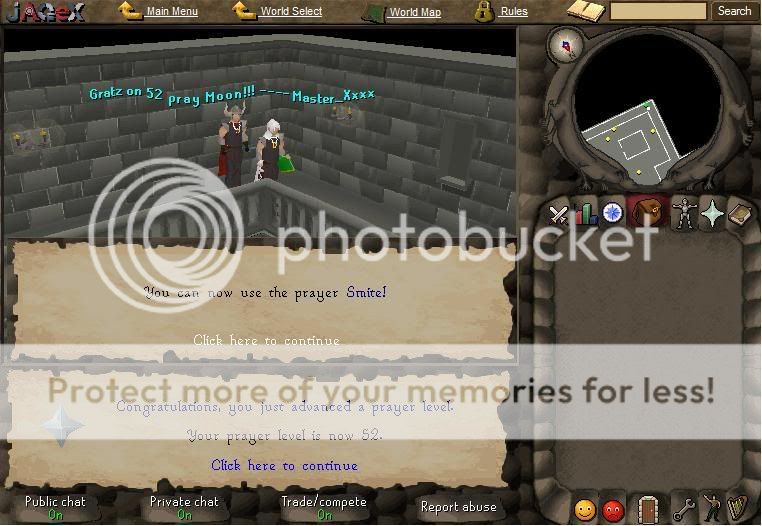 JAGeX Main Menu World Select World Map Rules Search
Gratz on 52 pray Moon!!! ----Master_Xxxx
photobucket
You can now use the prayer Smite!
Click here to continue
Protect more of your memories for less!
Congratulations, you just advanced a prayer level.
Your prayer level is now 52.
Click here to continue
Public chat Private chat Trade/compete Report abuse
On On On